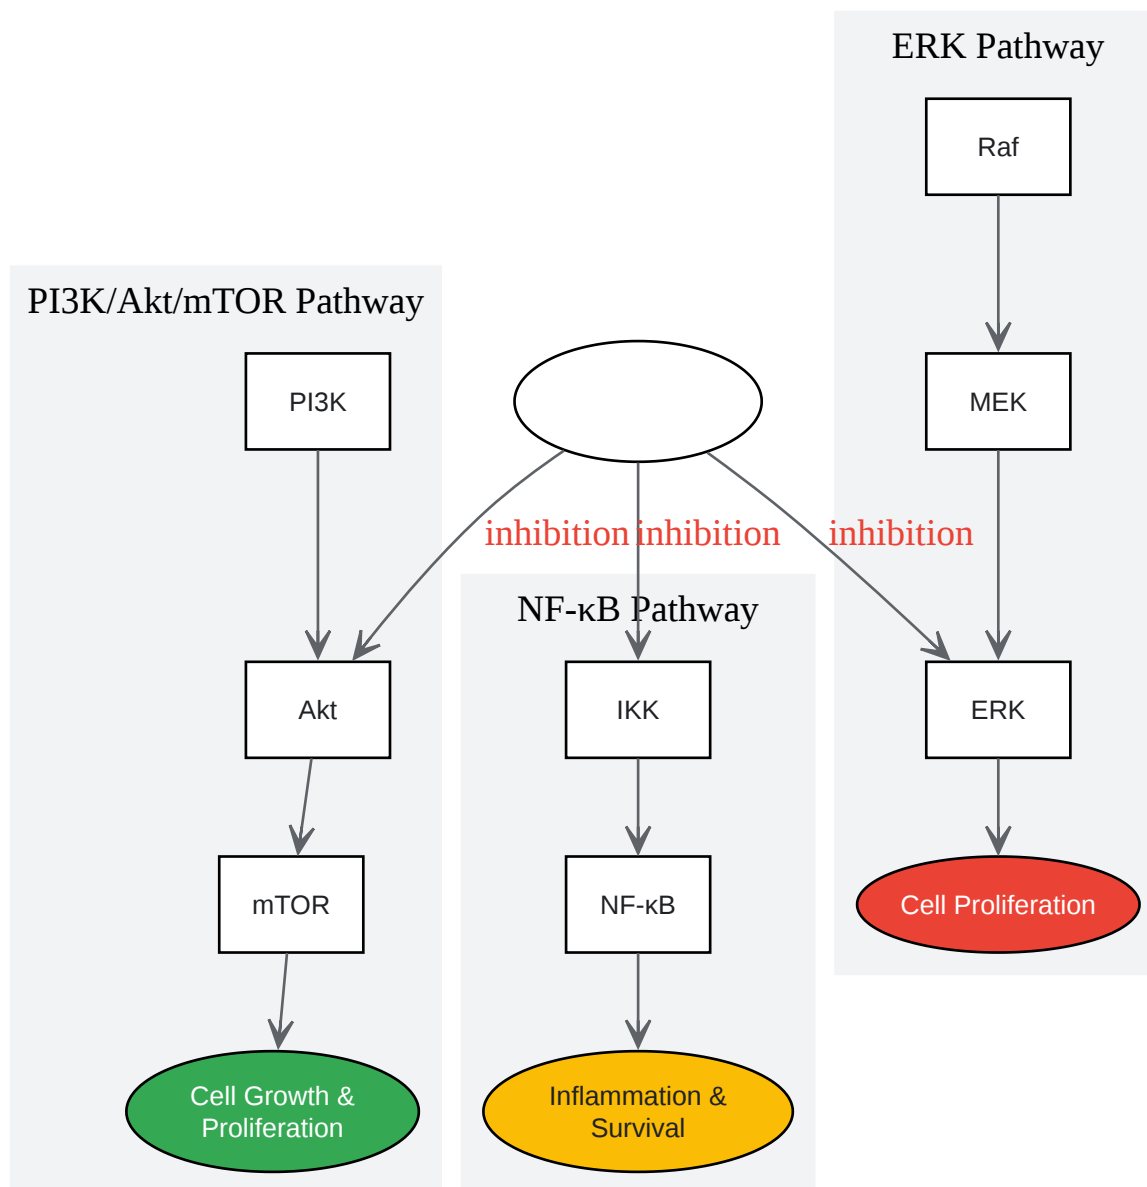 ERK Pathway
Raf
PI3K/Akt/mTOR Pathway
PI3K
MEK
inhibition
inhibition
inhibition
NF-κB Pathway
Akt
IKK
ERK
mTOR
NF-κB
Cell Proliferation
Cell Growth &
Proliferation
Inflammation &
Survival